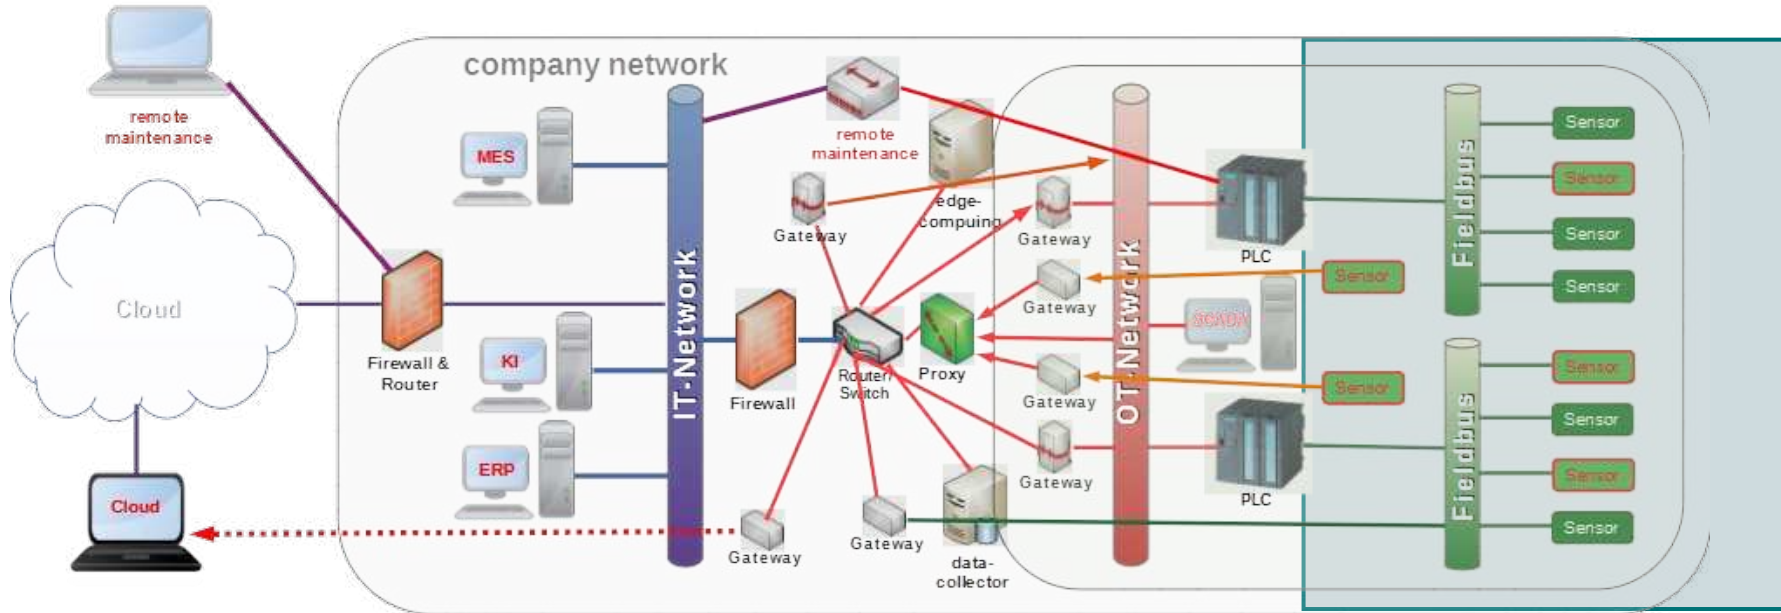 company network
remote
maintenance
Cloud
Cloud
Firewall &
Router
MES
KI
ERP
IT-Network
Firewall
remote
maintenance
edge-
compuing
Gateway
Router/
Switch
Proxy
Gateway
Gateway
data-
collector
Gateway
Gateway
Gateway
Gateway
OT-Network
PLC
SCADA
PLC
Sensor
Sensor
Fieldbus
Sensor
Sensor
Sensor
Sensor
Fieldbus
Sensor
Sensor
Sensor
Sensor